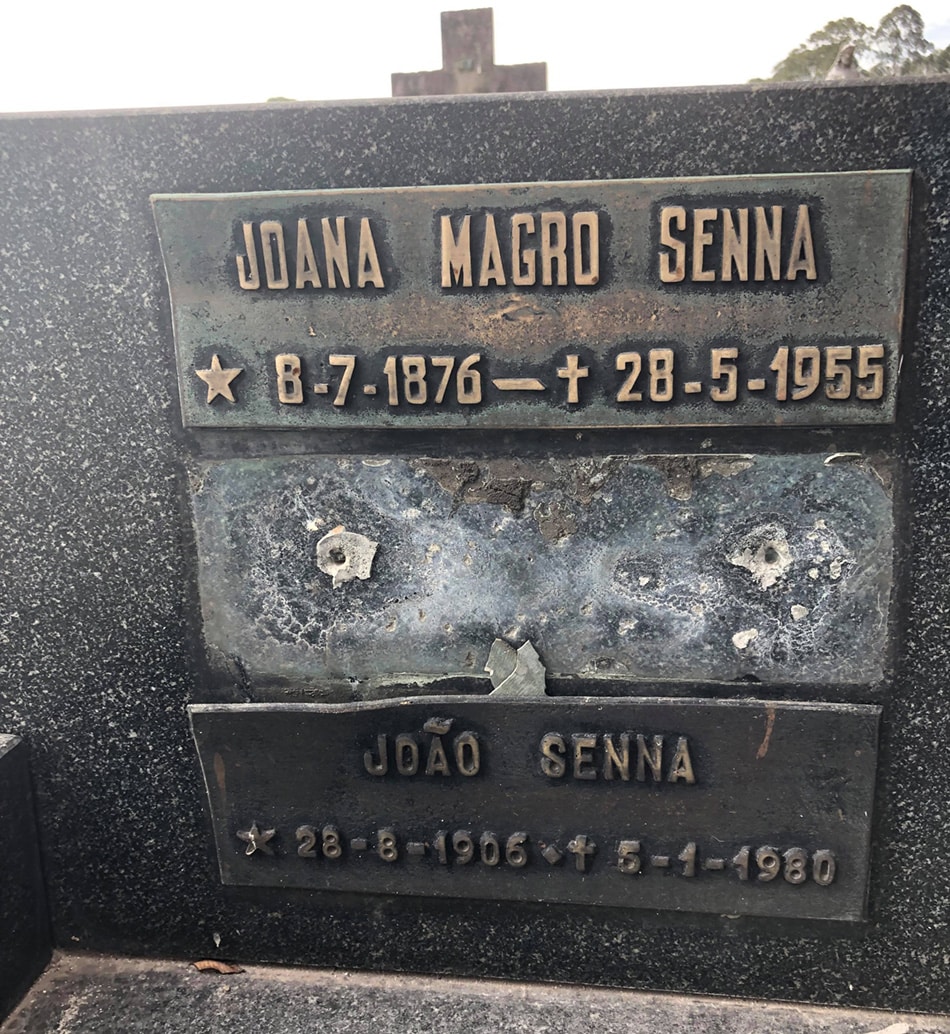 JOANA MAGRO SENNA
★ 8-7-1876 — ✝ 28-5-1955
JOÃO SENNA
★ 28-8-1906 ✝ 5-1-1980